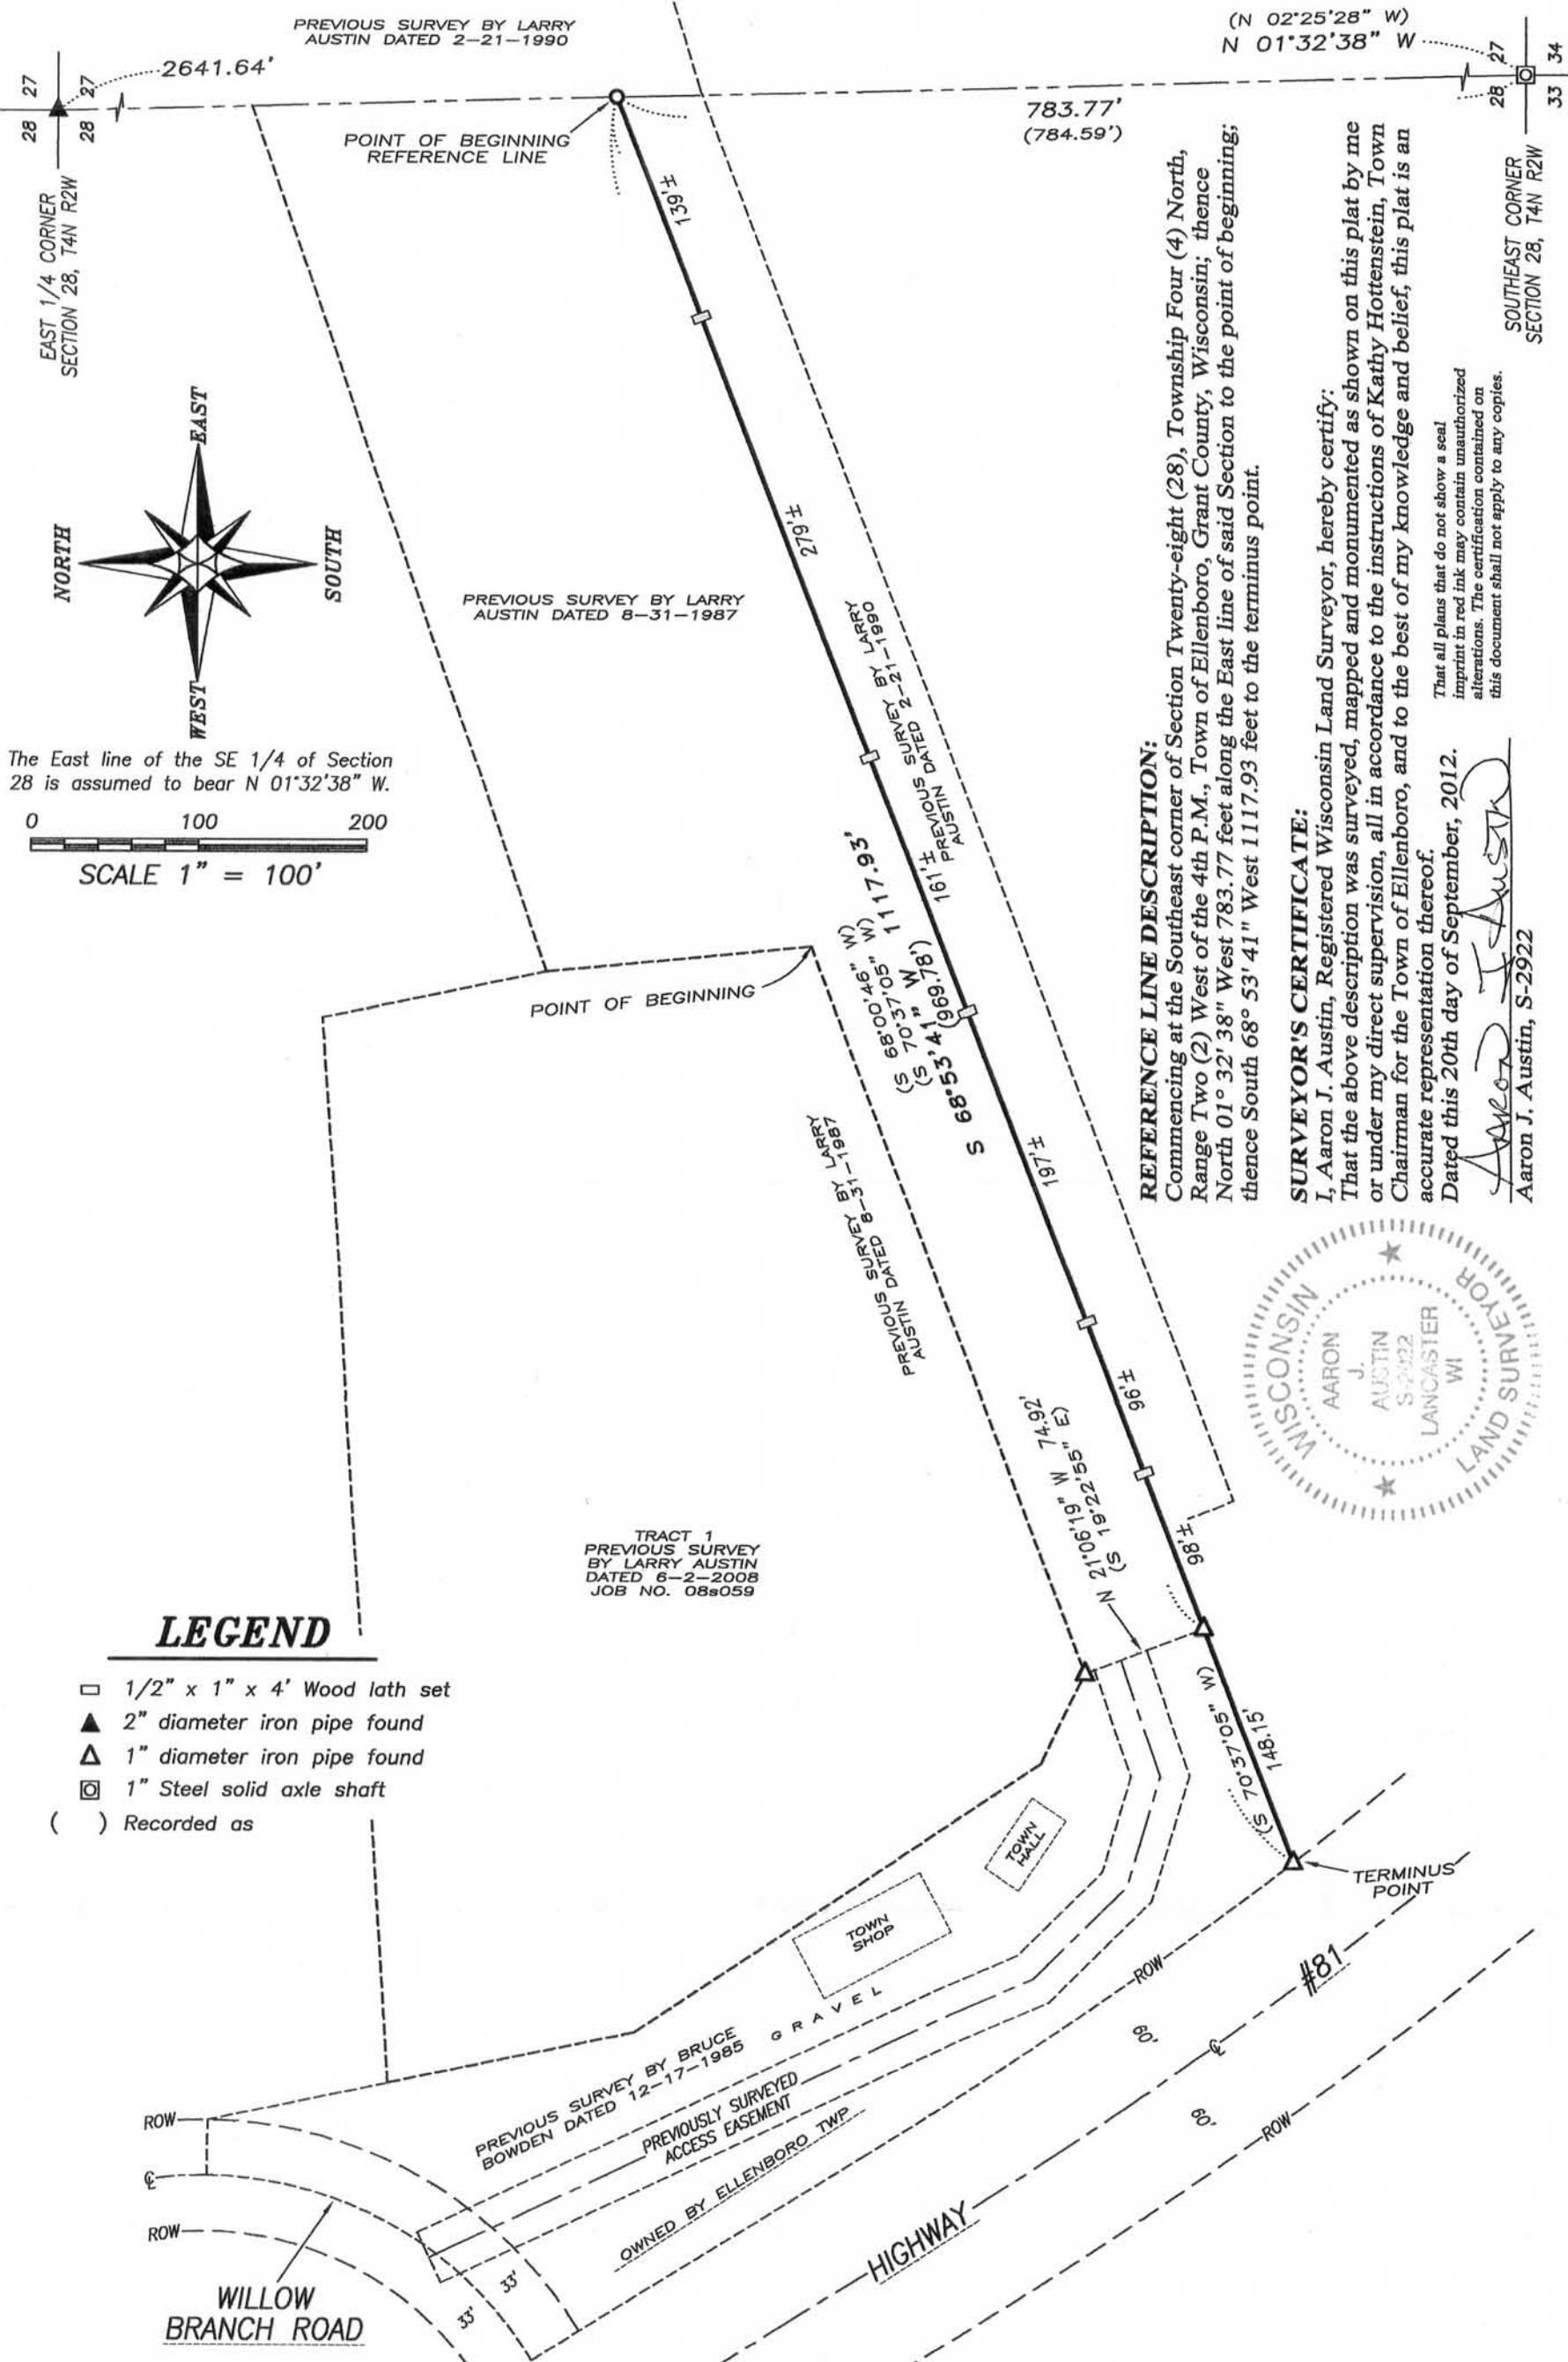 PREVIOUS SURVEY BY LARRY
AUSTIN DATED 2-21-1990
(N 02°25'28" W)
N 01°32'38" W
2641.64'
27
27
28
28
27
34
28
33
783.77'
(784.59')
POINT OF BEGINNING
REFERENCE LINE
EAST 1/4 CORNER
SECTION 28, T4N R2W
SOUTHEAST CORNER
SECTION 28, T4N R2W
139'±
EAST
NORTH
SOUTH
WEST
The East line of the SE 1/4 of Section
28 is assumed to bear N 01°32'38" W.
0 100 200
SCALE 1" = 100'
279'±
PREVIOUS SURVEY BY LARRY
AUSTIN DATED 8-31-1987
PREVIOUS SURVEY BY LARRY
AUSTIN DATED 2-21-1990
161'±
(S 68°00'46" W)
(S 70°37'05" W)
S 68°53'41" W 1117.93'
(969.78')
POINT OF BEGINNING
197'±
PREVIOUS SURVEY BY LARRY
AUSTIN DATED 8-31-1987
96'±
N 21°06'19" W 74.92'
(S 19°22'55" E)
98'±
REFERENCE LINE DESCRIPTION:
Commencing at the Southeast corner of Section Twenty-eight (28), Township Four (4) North,
Range Two (2) West of the 4th P.M., Town of Ellenboro, Grant County, Wisconsin; thence
North 01° 32' 38" West 783.77 feet along the East line of said Section to the point of beginning;
thence South 68° 53' 41" West 1117.93 feet to the terminus point.
SURVEYOR'S CERTIFICATE:
I, Aaron J. Austin, Registered Wisconsin Land Surveyor, hereby certify:
That the above description was surveyed, mapped and monumented as shown on this plat by me
or under my direct supervision, all in accordance to the instructions of Kathy Hottenstein, Town
Chairman for the Town of Ellenboro, and to the best of my knowledge and belief, this plat is an
accurate representation thereof.
Dated this 20th day of September, 2012.
That all plans that do not show a seal
imprint in red ink may contain unauthorized
alterations. The certification contained on
this document shall not apply to any copies.
Aaron J Austin
Aaron J. Austin, S-2922
WISCONSIN
AARON
J.
AUSTIN
S-2922
LANCASTER
WI
LAND SURVEYOR
TRACT 1
PREVIOUS SURVEY
BY LARRY AUSTIN
DATED 6-2-2008
JOB NO. 08s059
LEGEND
1/2" x 1" x 4' Wood lath set
2" diameter iron pipe found
1" diameter iron pipe found
1" Steel solid axle shaft
( ) Recorded as
(S 70°37'05" W)
148.15'
TERMINUS
POINT
TOWN
HALL
TOWN
SHOP
GRAVEL
PREVIOUS SURVEY BY BRUCE
BOWDEN DATED 12-17-1985
PREVIOUSLY SURVEYED
ACCESS EASEMENT
OWNED BY ELLENBORO TWP
ROW
#81
60'
℄
60'
ROW
HIGHWAY
ROW
℄
ROW
33'
33'
WILLOW
BRANCH ROAD